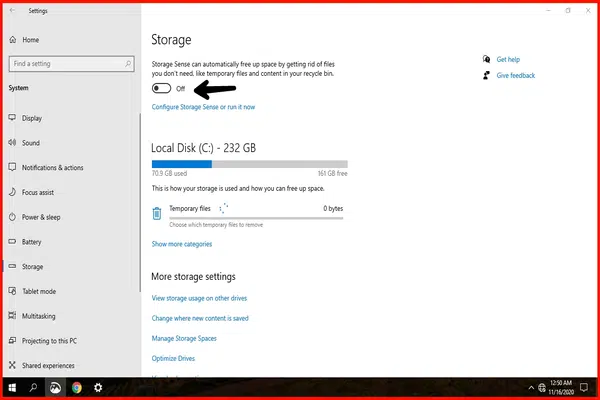 Settings
Home
Find a setting
System
Display
Sound
Notifications & actions
Focus assist
Power & sleep
Battery
Storage
Tablet mode
Multitasking
Projecting to this PC
Shared experiences
Storage
Storage Sense can automatically free up space by getting rid of files
you don't need, like temporary files and content in your recycle bin.
Off
Configure Storage Sense or run it now
Local Disk (C:) - 232 GB
70.9 GB used
161 GB free
This is how your storage is used and how you can free up space.
Temporary files
0 bytes
Choose which temporary files to remove
Show more categories
More storage settings
View storage usage on other drives
Change where new content is saved
Manage Storage Spaces
Optimize Drives
Get help
Give feedback
12:50 AM
11/16/2020